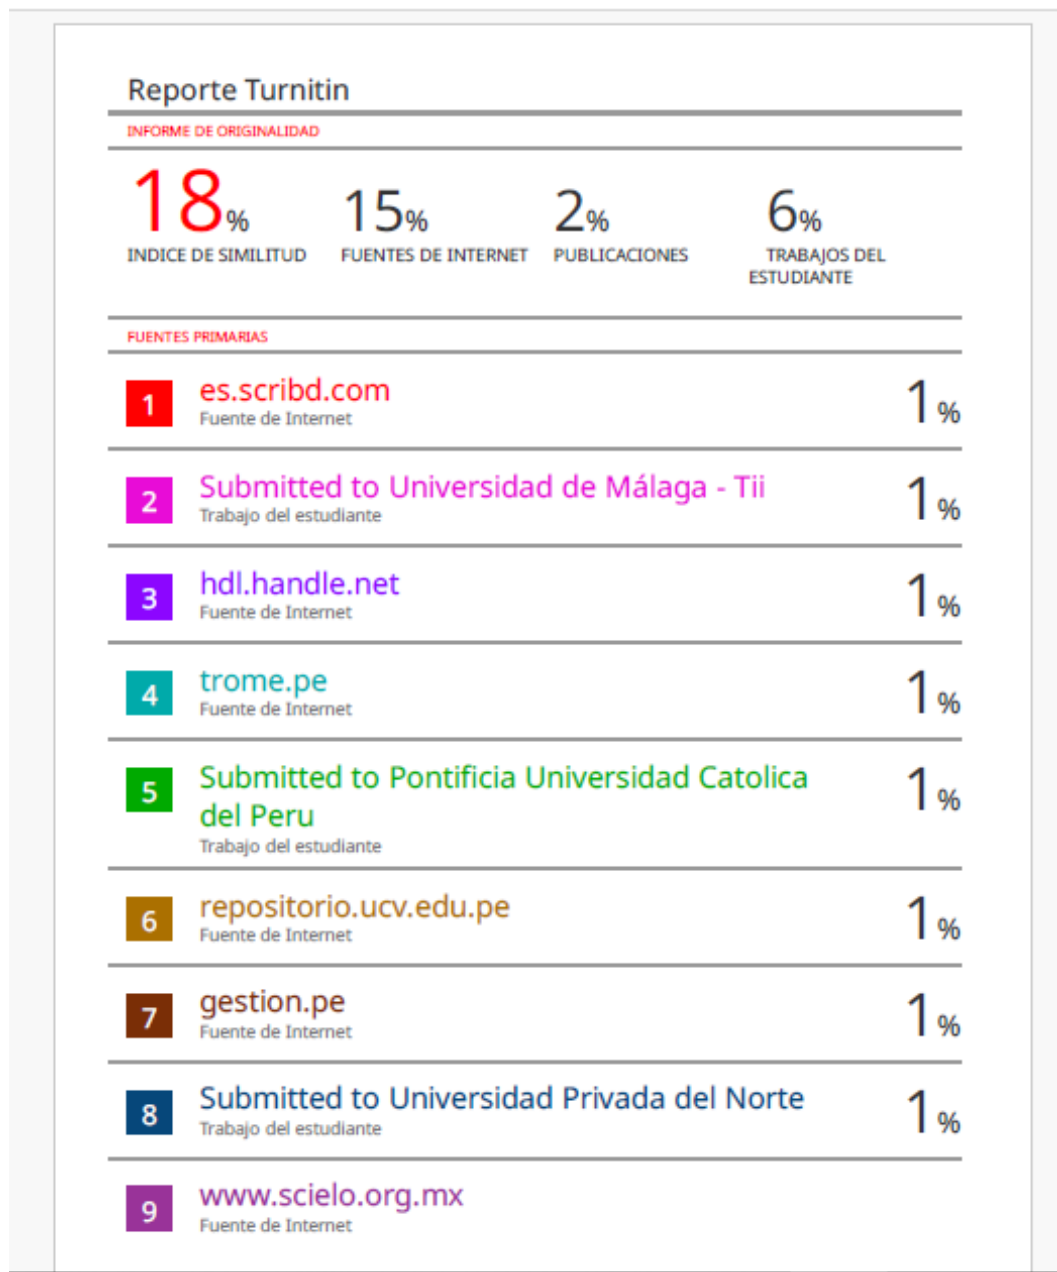 Reporte Turnitin
INFORME DE ORIGINALIDAD
18% 15% 2% 6%
INDICE DE SIMILITUD FUENTES DE INTERNET PUBLICACIONES TRABAJOS DEL
ESTUDIANTE
FUENTES PRIMARIAS
1 es.scribd.com 1%
Fuente de Internet
2 Submitted to Universidad de Málaga - Tii 1%
Trabajo del estudiante
3 hdl.handle.net 1%
Fuente de Internet
4 trome.pe 1%
Fuente de Internet
5 Submitted to Pontificia Universidad Catolica 1%
del Peru
Trabajo del estudiante
6 repositorio.ucv.edu.pe 1%
Fuente de Internet
7 gestion.pe 1%
Fuente de Internet
8 Submitted to Universidad Privada del Norte 1%
Trabajo del estudiante
9 www.scielo.org.mx
Fuente de Internet